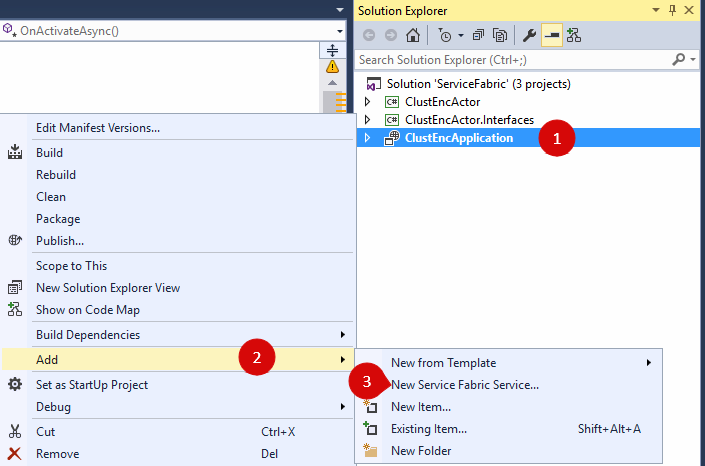 OnActivateAsync()
Solution Explorer
Search Solution Explorer (Ctrl+;)
Solution 'ServiceFabric' (3 projects)
C# ClustEncActor
C# ClustEncActor.Interfaces
ClustEncApplication 1
Edit Manifest Versions...
Build
Rebuild
Clean
Package
Publish...
Scope to This
New Solution Explorer View
Show on Code Map
Build Dependencies
Add 2
Set as StartUp Project
Debug
Cut Ctrl+X
Remove Del
New from Template
3 New Service Fabric Service...
New Item...
Existing Item... Shift+Alt+A
New Folder